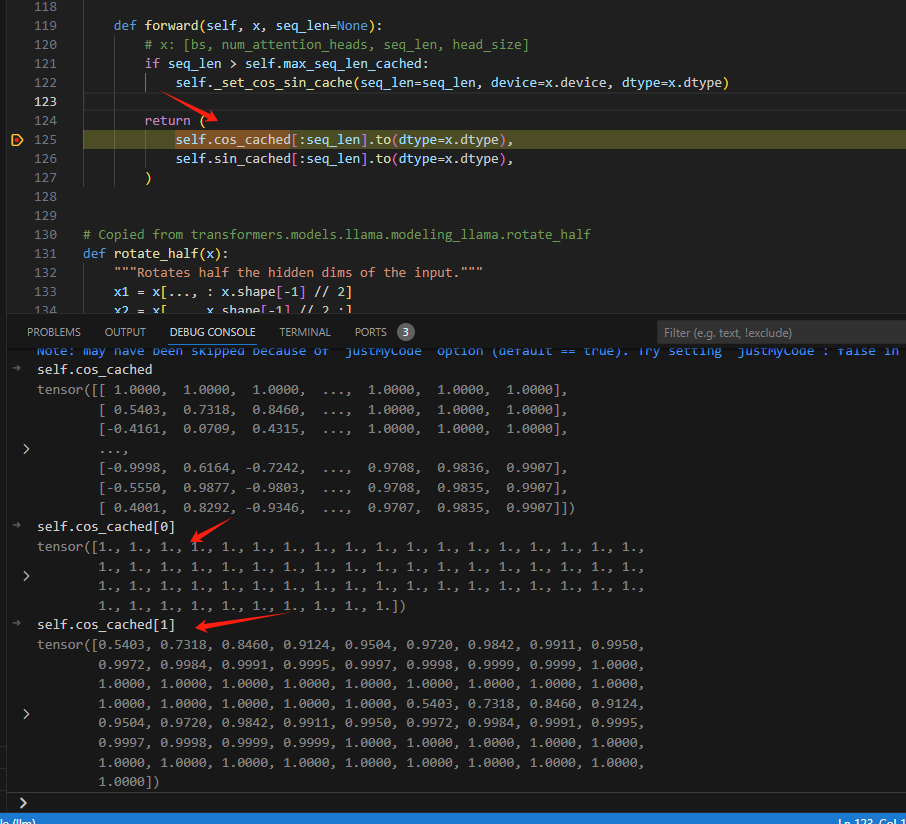 118
119 def forward(self, x, seq_len=None):
120 # x: [bs, num_attention_heads, seq_len, head_size]
121 if seq_len > self.max_seq_len_cached:
122 self._set_cos_sin_cache(seq_len=seq_len, device=x.device, dtype=x.dtype)
123
124 return (
125 self.cos_cached[:seq_len].to(dtype=x.dtype),
126 self.sin_cached[:seq_len].to(dtype=x.dtype),
127 )
128
129
130 # Copied from transformers.models.llama.modeling_llama.rotate_half
131 def rotate_half(x):
132 """Rotates half the hidden dims of the input."""
133 x1 = x[..., : x.shape[-1] // 2]
134 x2 = x[..., x.shape[-1] // 2 :]
PROBLEMS OUTPUT DEBUG CONSOLE TERMINAL PORTS 3 Filter (e.g. text, !exclude)
Note: may have been skipped because of "justMyCode" option (default == true). Try setting "justMyCode": false in
self.cos_cached
tensor([[ 1.0000, 1.0000, 1.0000, ..., 1.0000, 1.0000, 1.0000],
[ 0.5403, 0.7318, 0.8460, ..., 1.0000, 1.0000, 1.0000],
[-0.4161, 0.0709, 0.4315, ..., 1.0000, 1.0000, 1.0000],
...,
[-0.9998, 0.6164, -0.7242, ..., 0.9708, 0.9836, 0.9907],
[-0.5550, 0.9877, -0.9803, ..., 0.9708, 0.9835, 0.9907],
[ 0.4001, 0.8292, -0.9346, ..., 0.9707, 0.9835, 0.9907]])
self.cos_cached[0]
tensor([1., 1., 1., 1., 1., 1., 1., 1., 1., 1., 1., 1., 1., 1., 1., 1., 1., 1.,
1., 1., 1., 1., 1., 1., 1., 1., 1., 1., 1., 1., 1., 1., 1., 1., 1., 1.,
1., 1., 1., 1., 1., 1., 1., 1., 1., 1., 1., 1., 1., 1., 1., 1., 1., 1.,
1., 1., 1., 1., 1., 1., 1., 1., 1., 1.])
self.cos_cached[1]
tensor([0.5403, 0.7318, 0.8460, 0.9124, 0.9504, 0.9720, 0.9842, 0.9911, 0.9950,
0.9972, 0.9984, 0.9991, 0.9995, 0.9997, 0.9998, 0.9999, 0.9999, 1.0000,
1.0000, 1.0000, 1.0000, 1.0000, 1.0000, 1.0000, 1.0000, 1.0000, 1.0000,
1.0000, 1.0000, 1.0000, 1.0000, 1.0000, 0.5403, 0.7318, 0.8460, 0.9124,
0.9504, 0.9720, 0.9842, 0.9911, 0.9950, 0.9972, 0.9984, 0.9991, 0.9995,
0.9997, 0.9998, 0.9999, 0.9999, 1.0000, 1.0000, 1.0000, 1.0000, 1.0000,
1.0000, 1.0000, 1.0000, 1.0000, 1.0000, 1.0000, 1.0000, 1.0000, 1.0000,
1.0000])
(llm) Ln 123, Col 1